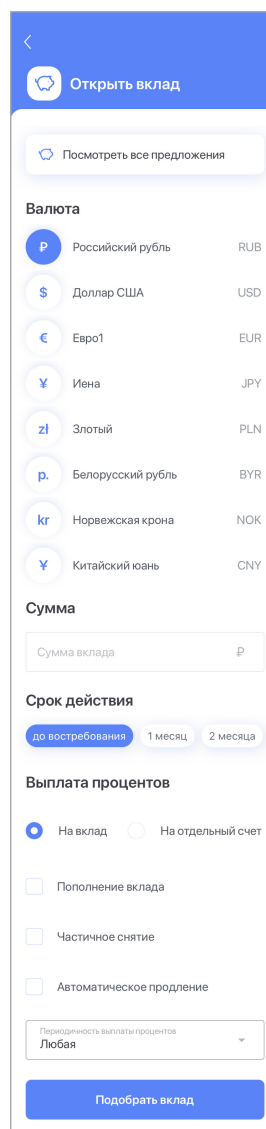 Открыть вклад
Посмотреть все предложения
Валюта
₽ Российский рубль RUB
$ Доллар США USD
€ Евро1 EUR
¥ Иена JPY
zł Злотый PLN
р. Белорусский рубль BYR
kr Норвежская крона NOK
¥ Китайский юань CNY
Сумма
Сумма вклада ₽
Срок действия
до востребования 1 месяц 2 месяца
Выплата процентов
На вклад На отдельный счет
Пополнение вклада
Частичное снятие
Автоматическое продление
Периодичность выплаты процентов
Любая
Подобрать вклад